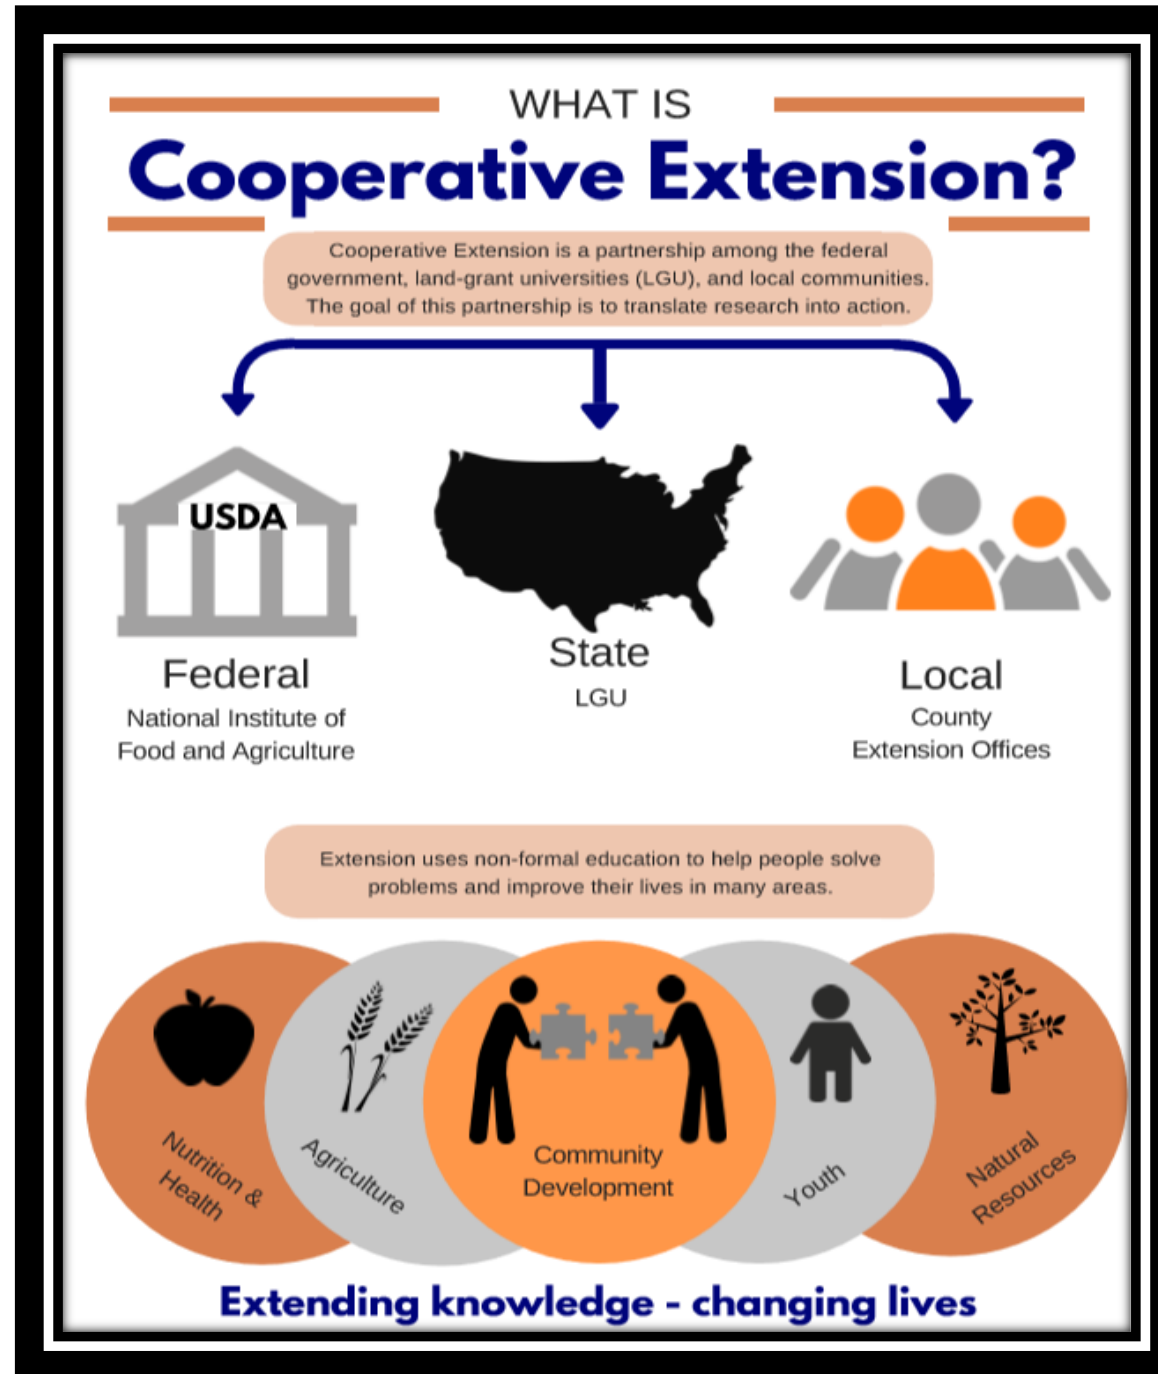 WHAT IS
Cooperative Extension?
Cooperative Extension is a partnership among the federal
government, land-grant universities (LGU), and local communities.
The goal of this partnership is to translate research into action.
USDA
Federal
National Institute of
Food and Agriculture
State
LGU
Local
County
Extension Offices
Extension uses non-formal education to help people solve
problems and improve their lives in many areas.
Nutrition &
Health
Agriculture
Community
Development
Youth
Natural
Resources
Extending knowledge - changing lives